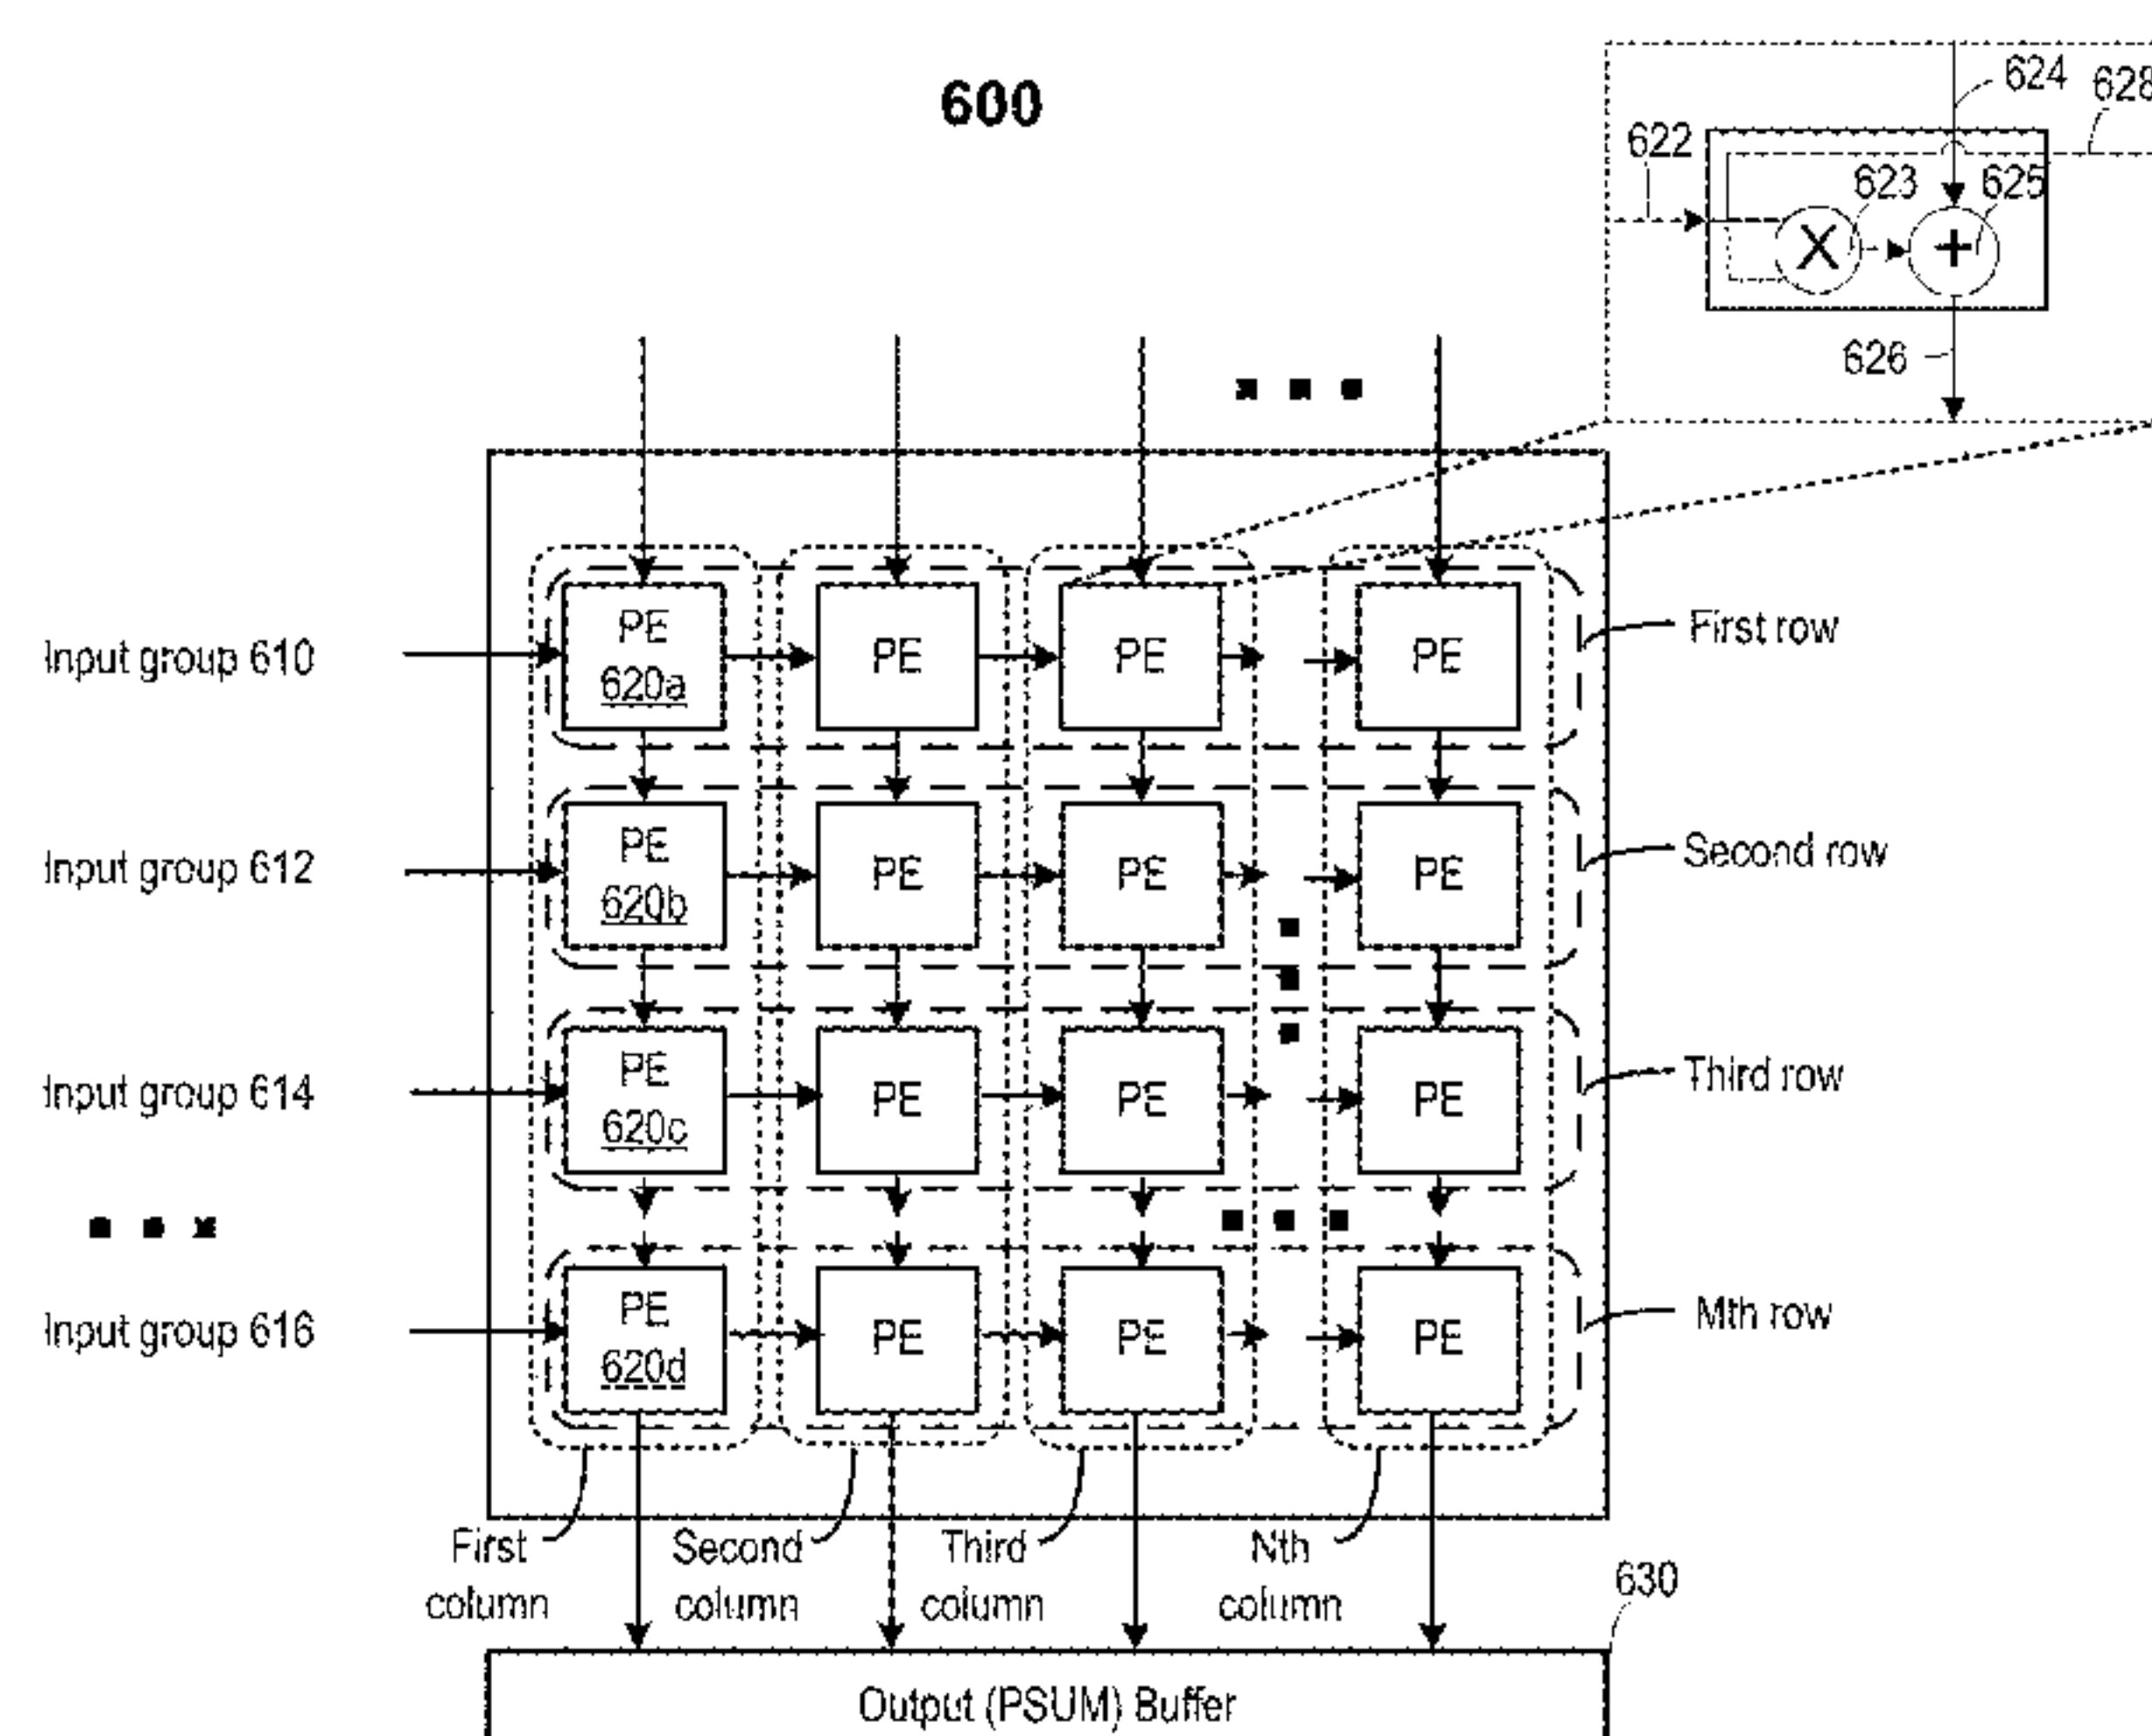 600
624
628
622
623
625
X
+
626
PE
620a
PE
PE
PE
Input group 610
First row
PE
620b
PE
PE
PE
Input group 612
Second row
PE
620c
PE
PE
PE
Input group 614
Third row
PE
620d
PE
PE
PE
Input group 616
Mth row
First
column
Second
column
Third
column
Nth
column
630
Output (PSUM) Buffer